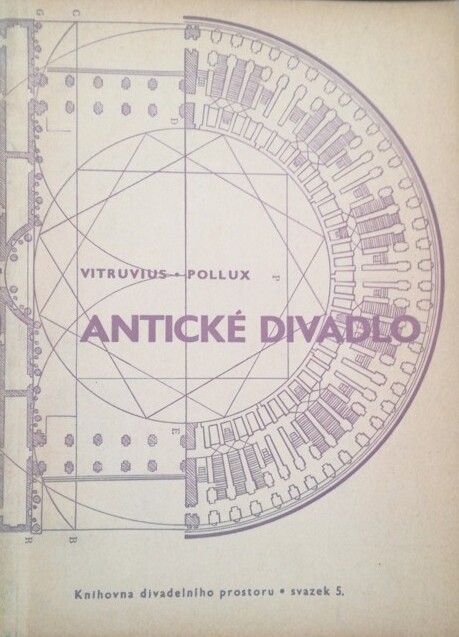 G C
D
VITRUVIUS • POLLUX
P
ANTICKÉ DIVADLO
E
R B
Knihovna divadelního prostoru • svazek 5.